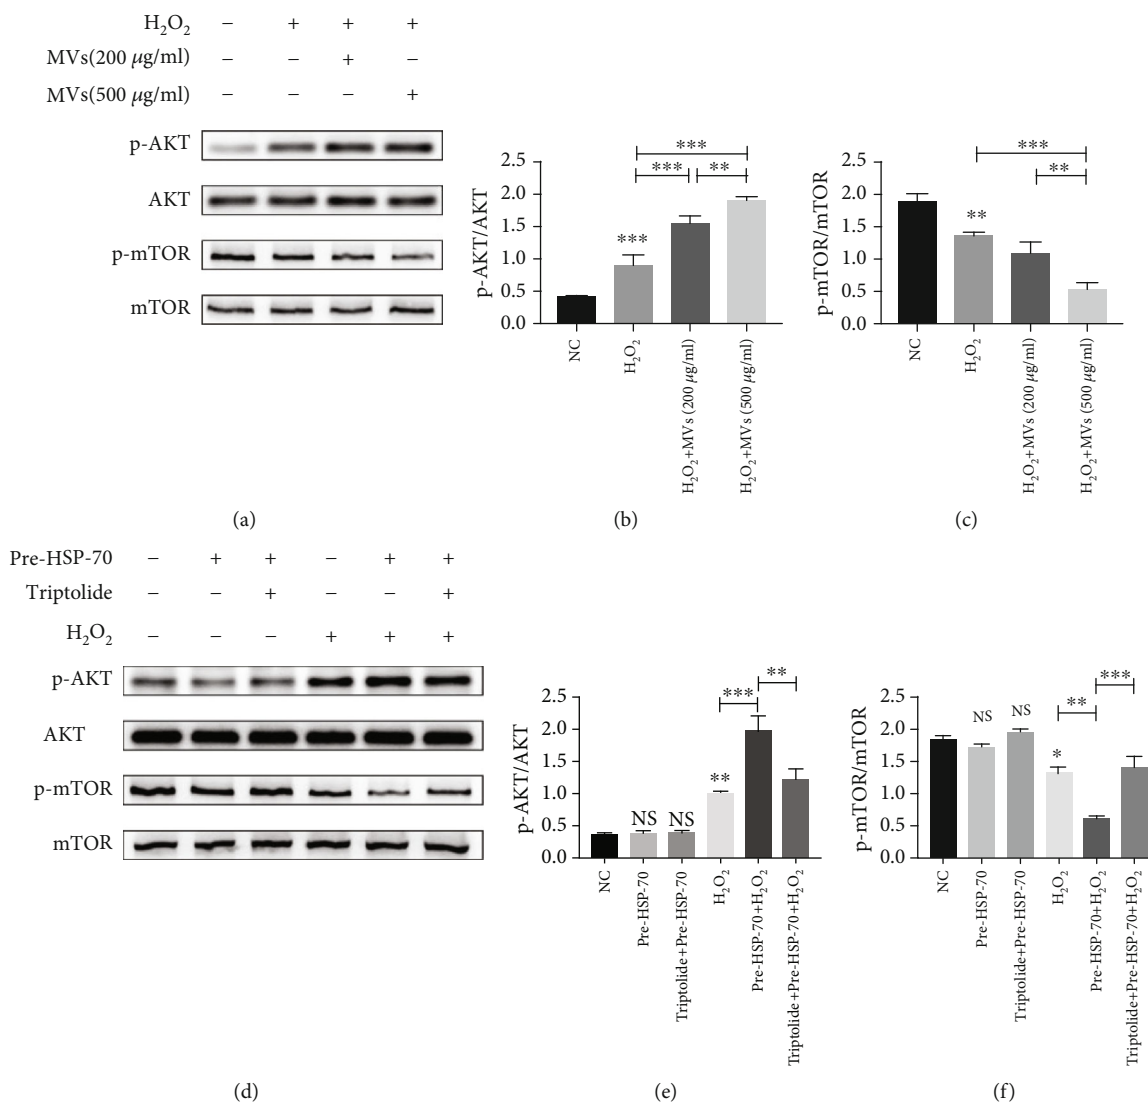 H₂O₂ − + + +
MVs(200 μg/ml) − − + −
MVs(500 μg/ml) − − − +
p-AKT
AKT
p-mTOR
mTOR
(a)
p-AKT/AKT
2.5
2.0
1.5
1.0
0.5
0.0
***
***
**
***
NC
H₂O₂
H₂O₂+MVs (200 μg/ml)
H₂O₂+MVs (500 μg/ml)
(b)
p-mTOR/mTOR
2.5
2.0
1.5
1.0
0.5
0.0
***
**
**
NC
H₂O₂
H₂O₂+MVs (200 μg/ml)
H₂O₂+MVs (500 μg/ml)
(c)
Pre-HSP-70 − + + − + +
Triptolide − − + − − +
H₂O₂ − − − + + +
p-AKT
AKT
p-mTOR
mTOR
(d)
p-AKT/AKT
2.5
2.0
1.5
1.0
0.5
0.0
**
***
**
NS
NS
NC
Pre-HSP-70
Triptolide+Pre-HSP-70
H₂O₂
Pre-HSP-70+H₂O₂
Triptolide+Pre-HSP-70+H₂O₂
(e)
p-mTOR/mTOR
2.5
2.0
1.5
1.0
0.5
0.0
***
**
NS
NS
*
NC
Pre-HSP-70
Triptolide+Pre-HSP-70
H₂O₂
Pre-HSP-70+H₂O₂
Triptolide+Pre-HSP-70+H₂O₂
(f)